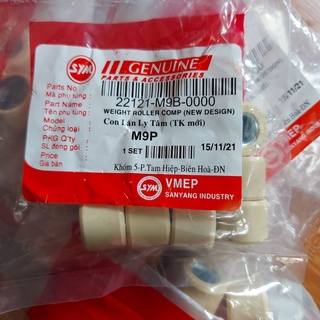 SYM
GENUINE
PARTS & ACCESSORIES
Parts No
Mã phụ tùng : 22121-M9B-0000
Part Name : WEIGHT ROLLER COMP (NEW DESIGN)
Tên phụ tùng : Con Lăn Ly Tâm (TK mới)
Model
Chủng loại : M9P
PKG Q'ty
SL đóng gói : 1 SET 15/11/21
Price
Giá bán : Khóm 5-P.Tam Hiệp-Biên Hoà-ĐN
SYM
VMEP
SANYANG INDUSTRY